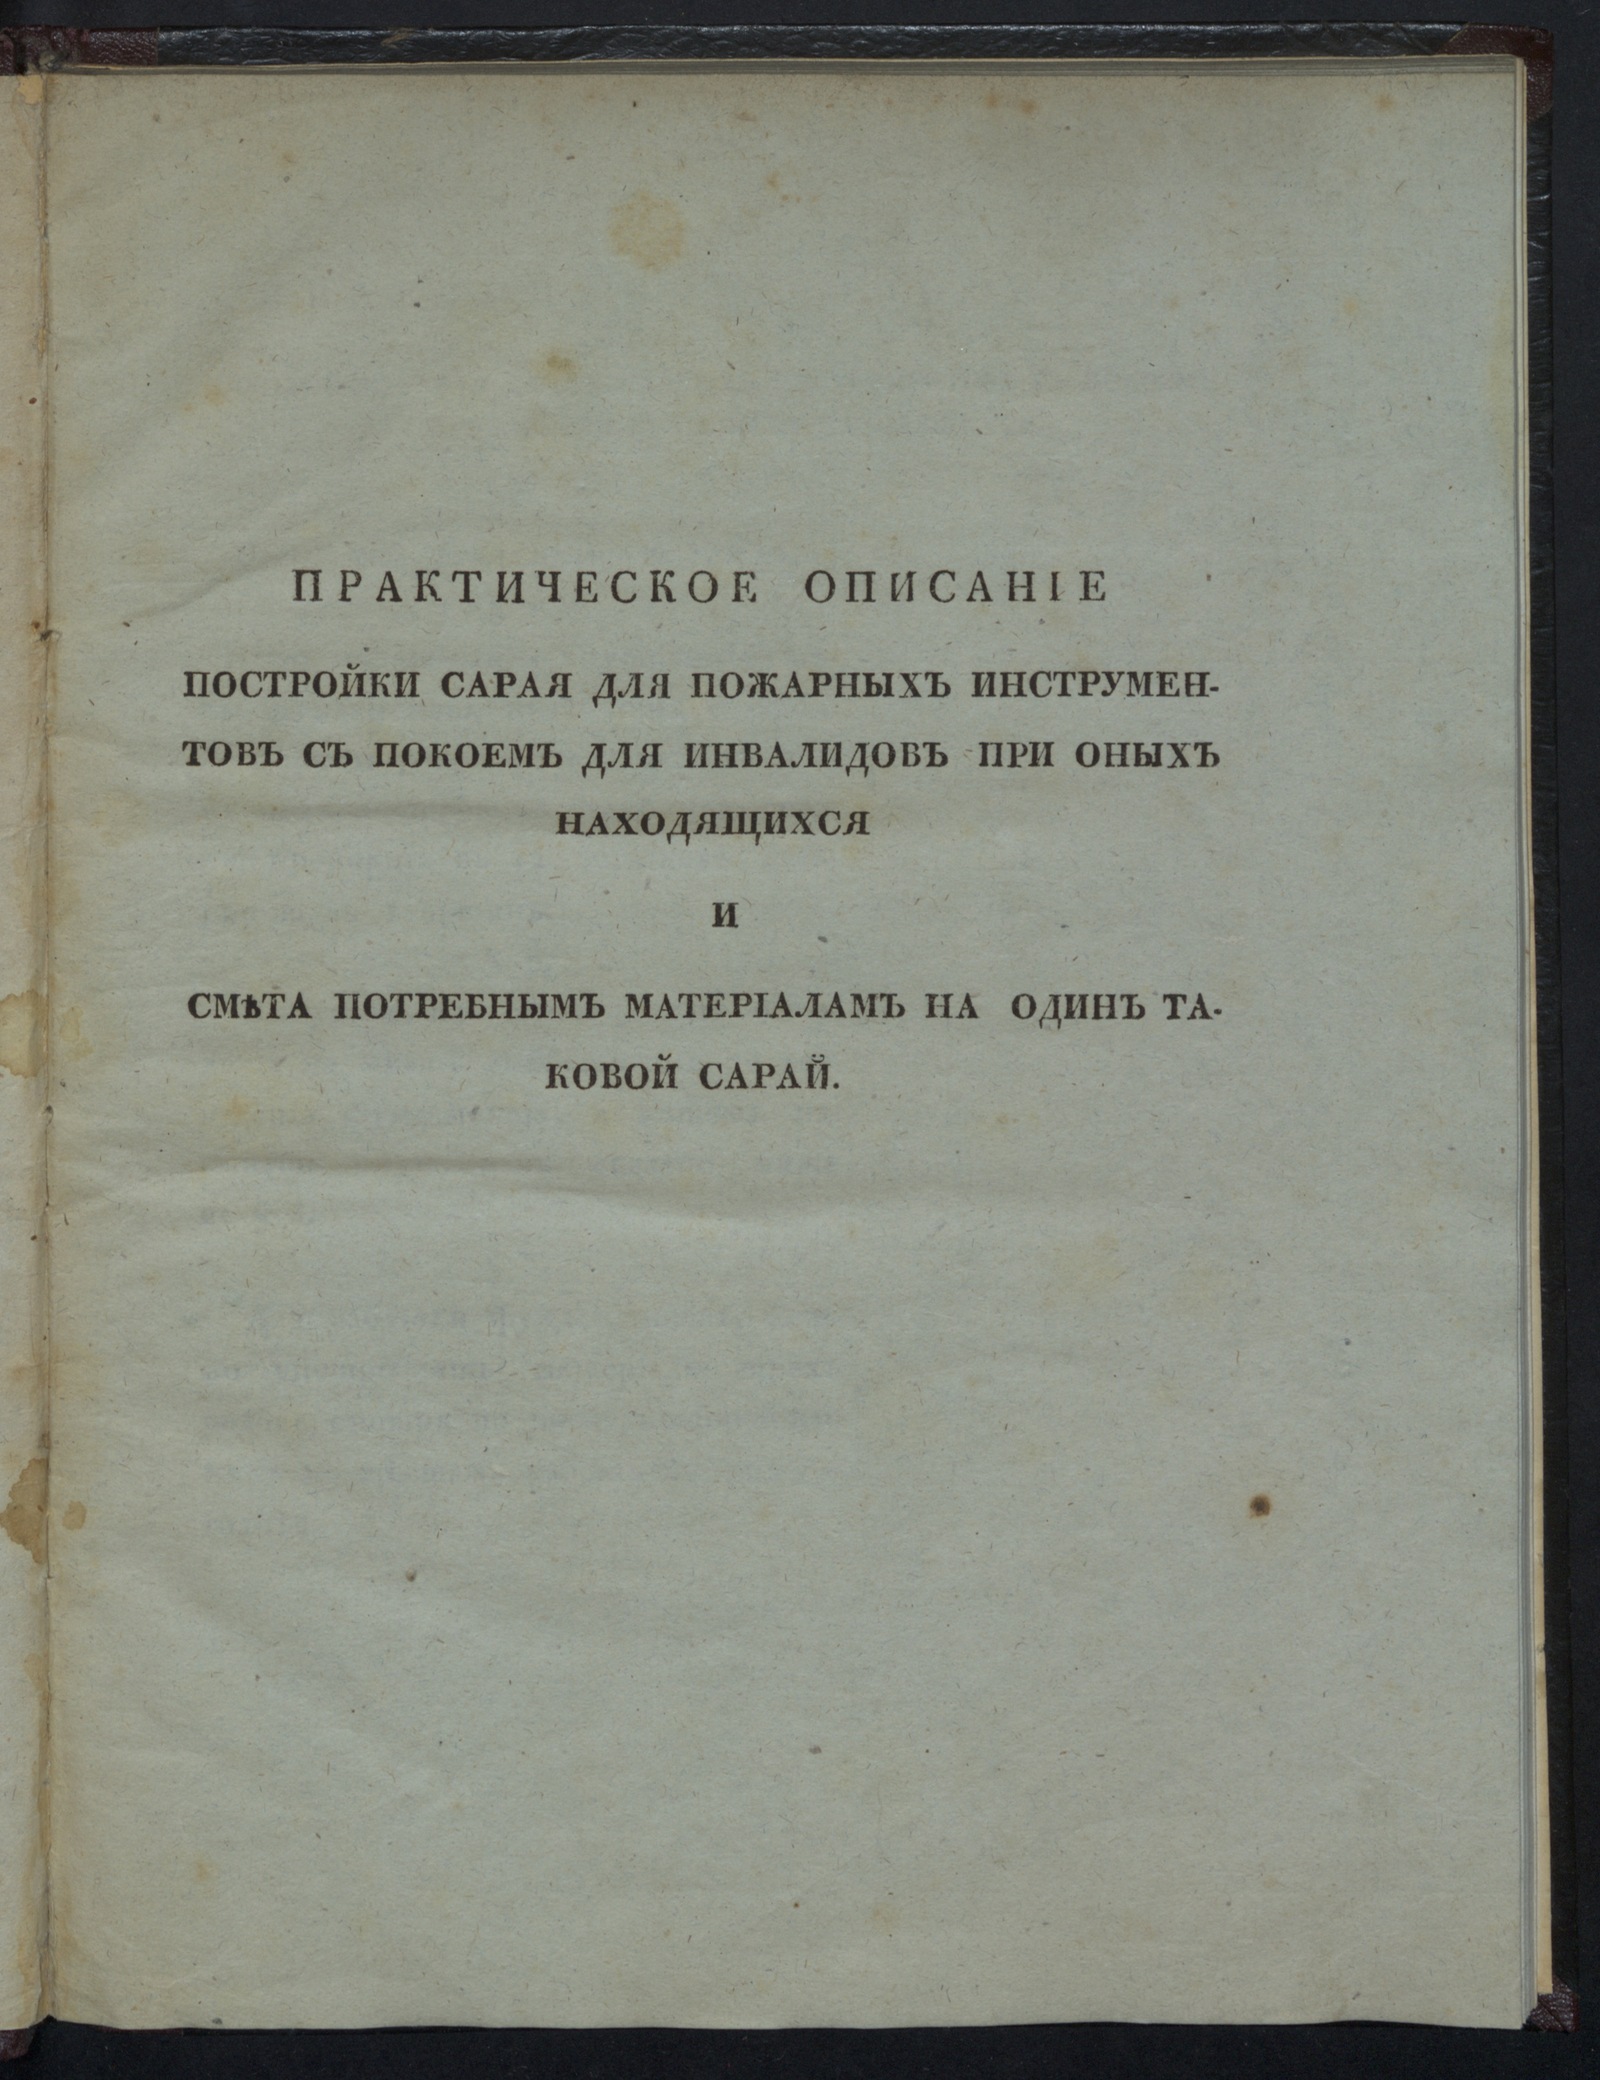 ПРАКТИЧЕСКОЕ ОПИСАНІЕ
ПОСТРОЙКИ САРАЯ ДЛЯ ПОЖАРНЫХЪ ИНСТРУМЕН-
ТОВЪ СЪ ПОКОЕМЪ ДЛЯ ИНВАЛИДОВЪ ПРИ ОНЫХЪ
НАХОДЯЩИХСЯ
И
СМѢТА ПОТРЕБНЫМЪ МАТЕРІАЛАМЪ НА ОДИНЪ ТА-
КОВОЙ САРАЙ.